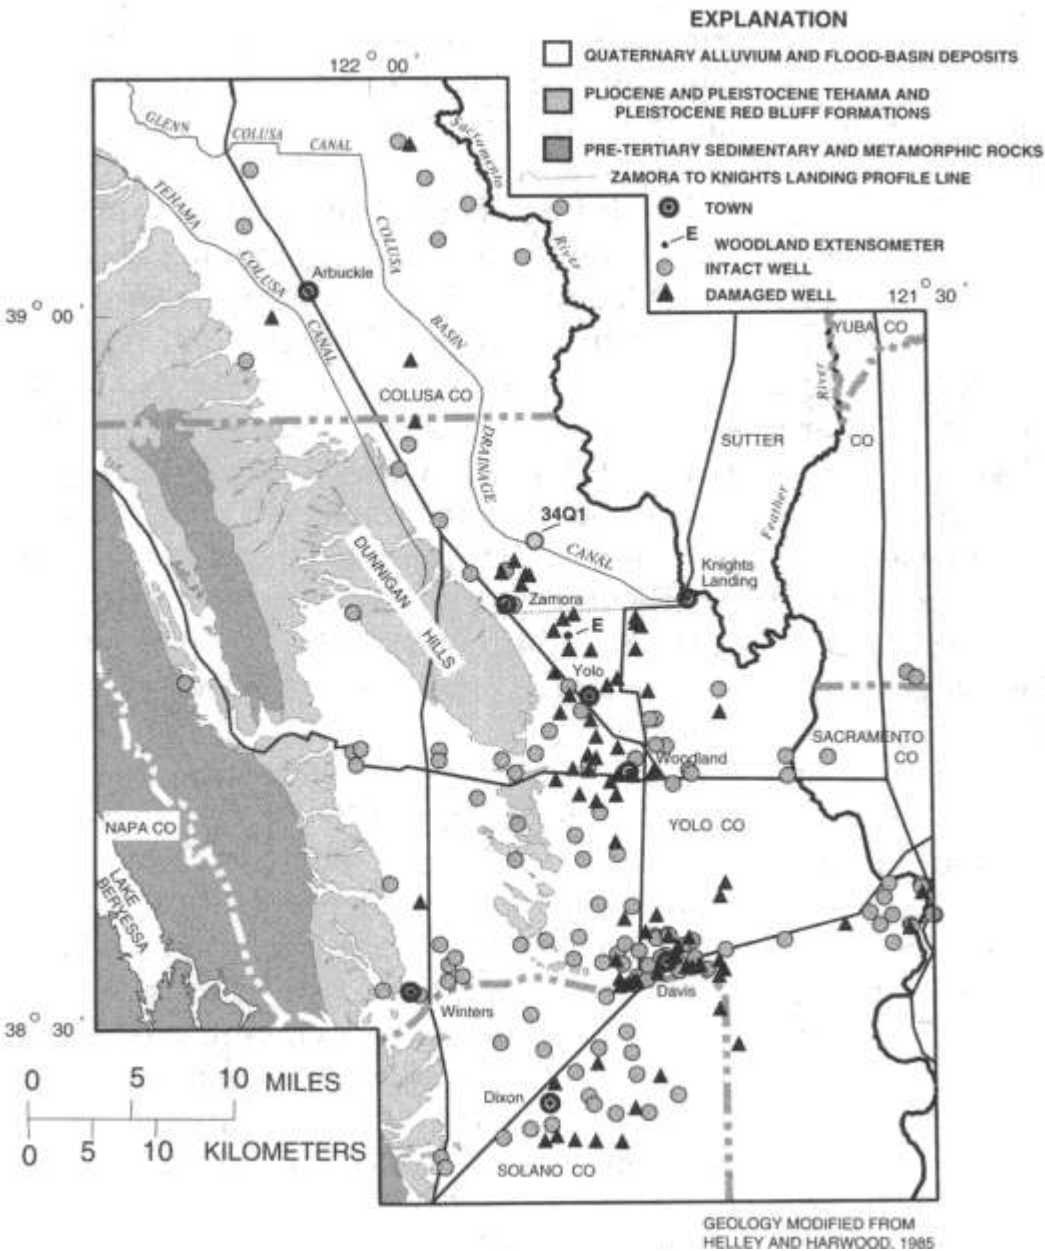 EXPLANATION
QUATERNARY ALLUVIUM AND FLOOD-BASIN DEPOSITS
PLIOCENE AND PLEISTOCENE TEHAMA AND
PLEISTOCENE RED BLUFF FORMATIONS
PRE-TERTIARY SEDIMENTARY AND METAMORPHIC ROCKS
ZAMORA TO KNIGHTS LANDING PROFILE LINE
TOWN
E WOODLAND EXTENSOMETER
INTACT WELL
DAMAGED WELL
122° 00'
121° 30'
39° 00'
38° 30'
GLENN COLUSA CANAL
Sacramento
River
TEHAMA
COLUSA
CANAL
COLUSA
BASIN
DRAINAGE
CANAL
Arbuckle
COLUSA CO
YUBA CO
River
Feather
SUTTER CO
34Q1
Knights
Landing
DUNNIGAN
HILLS
Zamora
E
Yolo
Woodland
SACRAMENTO
CO
NAPA CO
YOLO CO
LAKE
BERYESSA
Winters
Davis
Dixon
SOLANO CO
0 5 10 MILES
0 5 10 KILOMETERS
GEOLOGY MODIFIED FROM
HELLEY AND HARWOOD, 1985